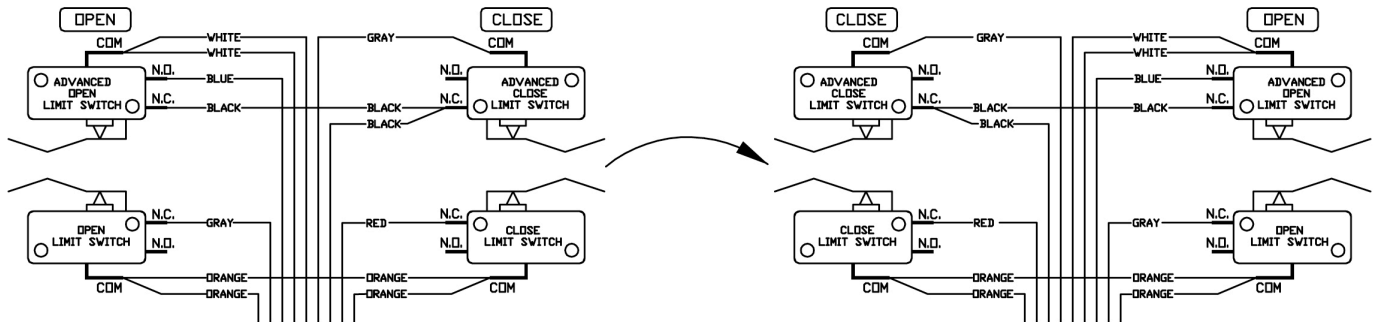 OPEN
CLOSE
CLOSE
OPEN
COM
WHITE
GRAY
COM
COM
GRAY
WHITE
COM
WHITE
WHITE
N.O.
BLUE
N.O.
N.O.
BLUE
N.O.
ADVANCED
OPEN
LIMIT SWITCH
ADVANCED
CLOSE
LIMIT SWITCH
ADVANCED
CLOSE
LIMIT SWITCH
ADVANCED
OPEN
LIMIT SWITCH
N.C.
BLACK
BLACK
N.C.
N.C.
BLACK
BLACK
N.C.
BLACK
BLACK
N.C.
GRAY
RED
N.C.
N.C.
RED
GRAY
N.C.
OPEN
LIMIT SWITCH
CLOSE
LIMIT SWITCH
CLOSE
LIMIT SWITCH
OPEN
LIMIT SWITCH
N.O.
N.O.
N.O.
N.O.
ORANGE
ORANGE
ORANGE
ORANGE
COM
ORANGE
ORANGE
COM
COM
ORANGE
ORANGE
COM